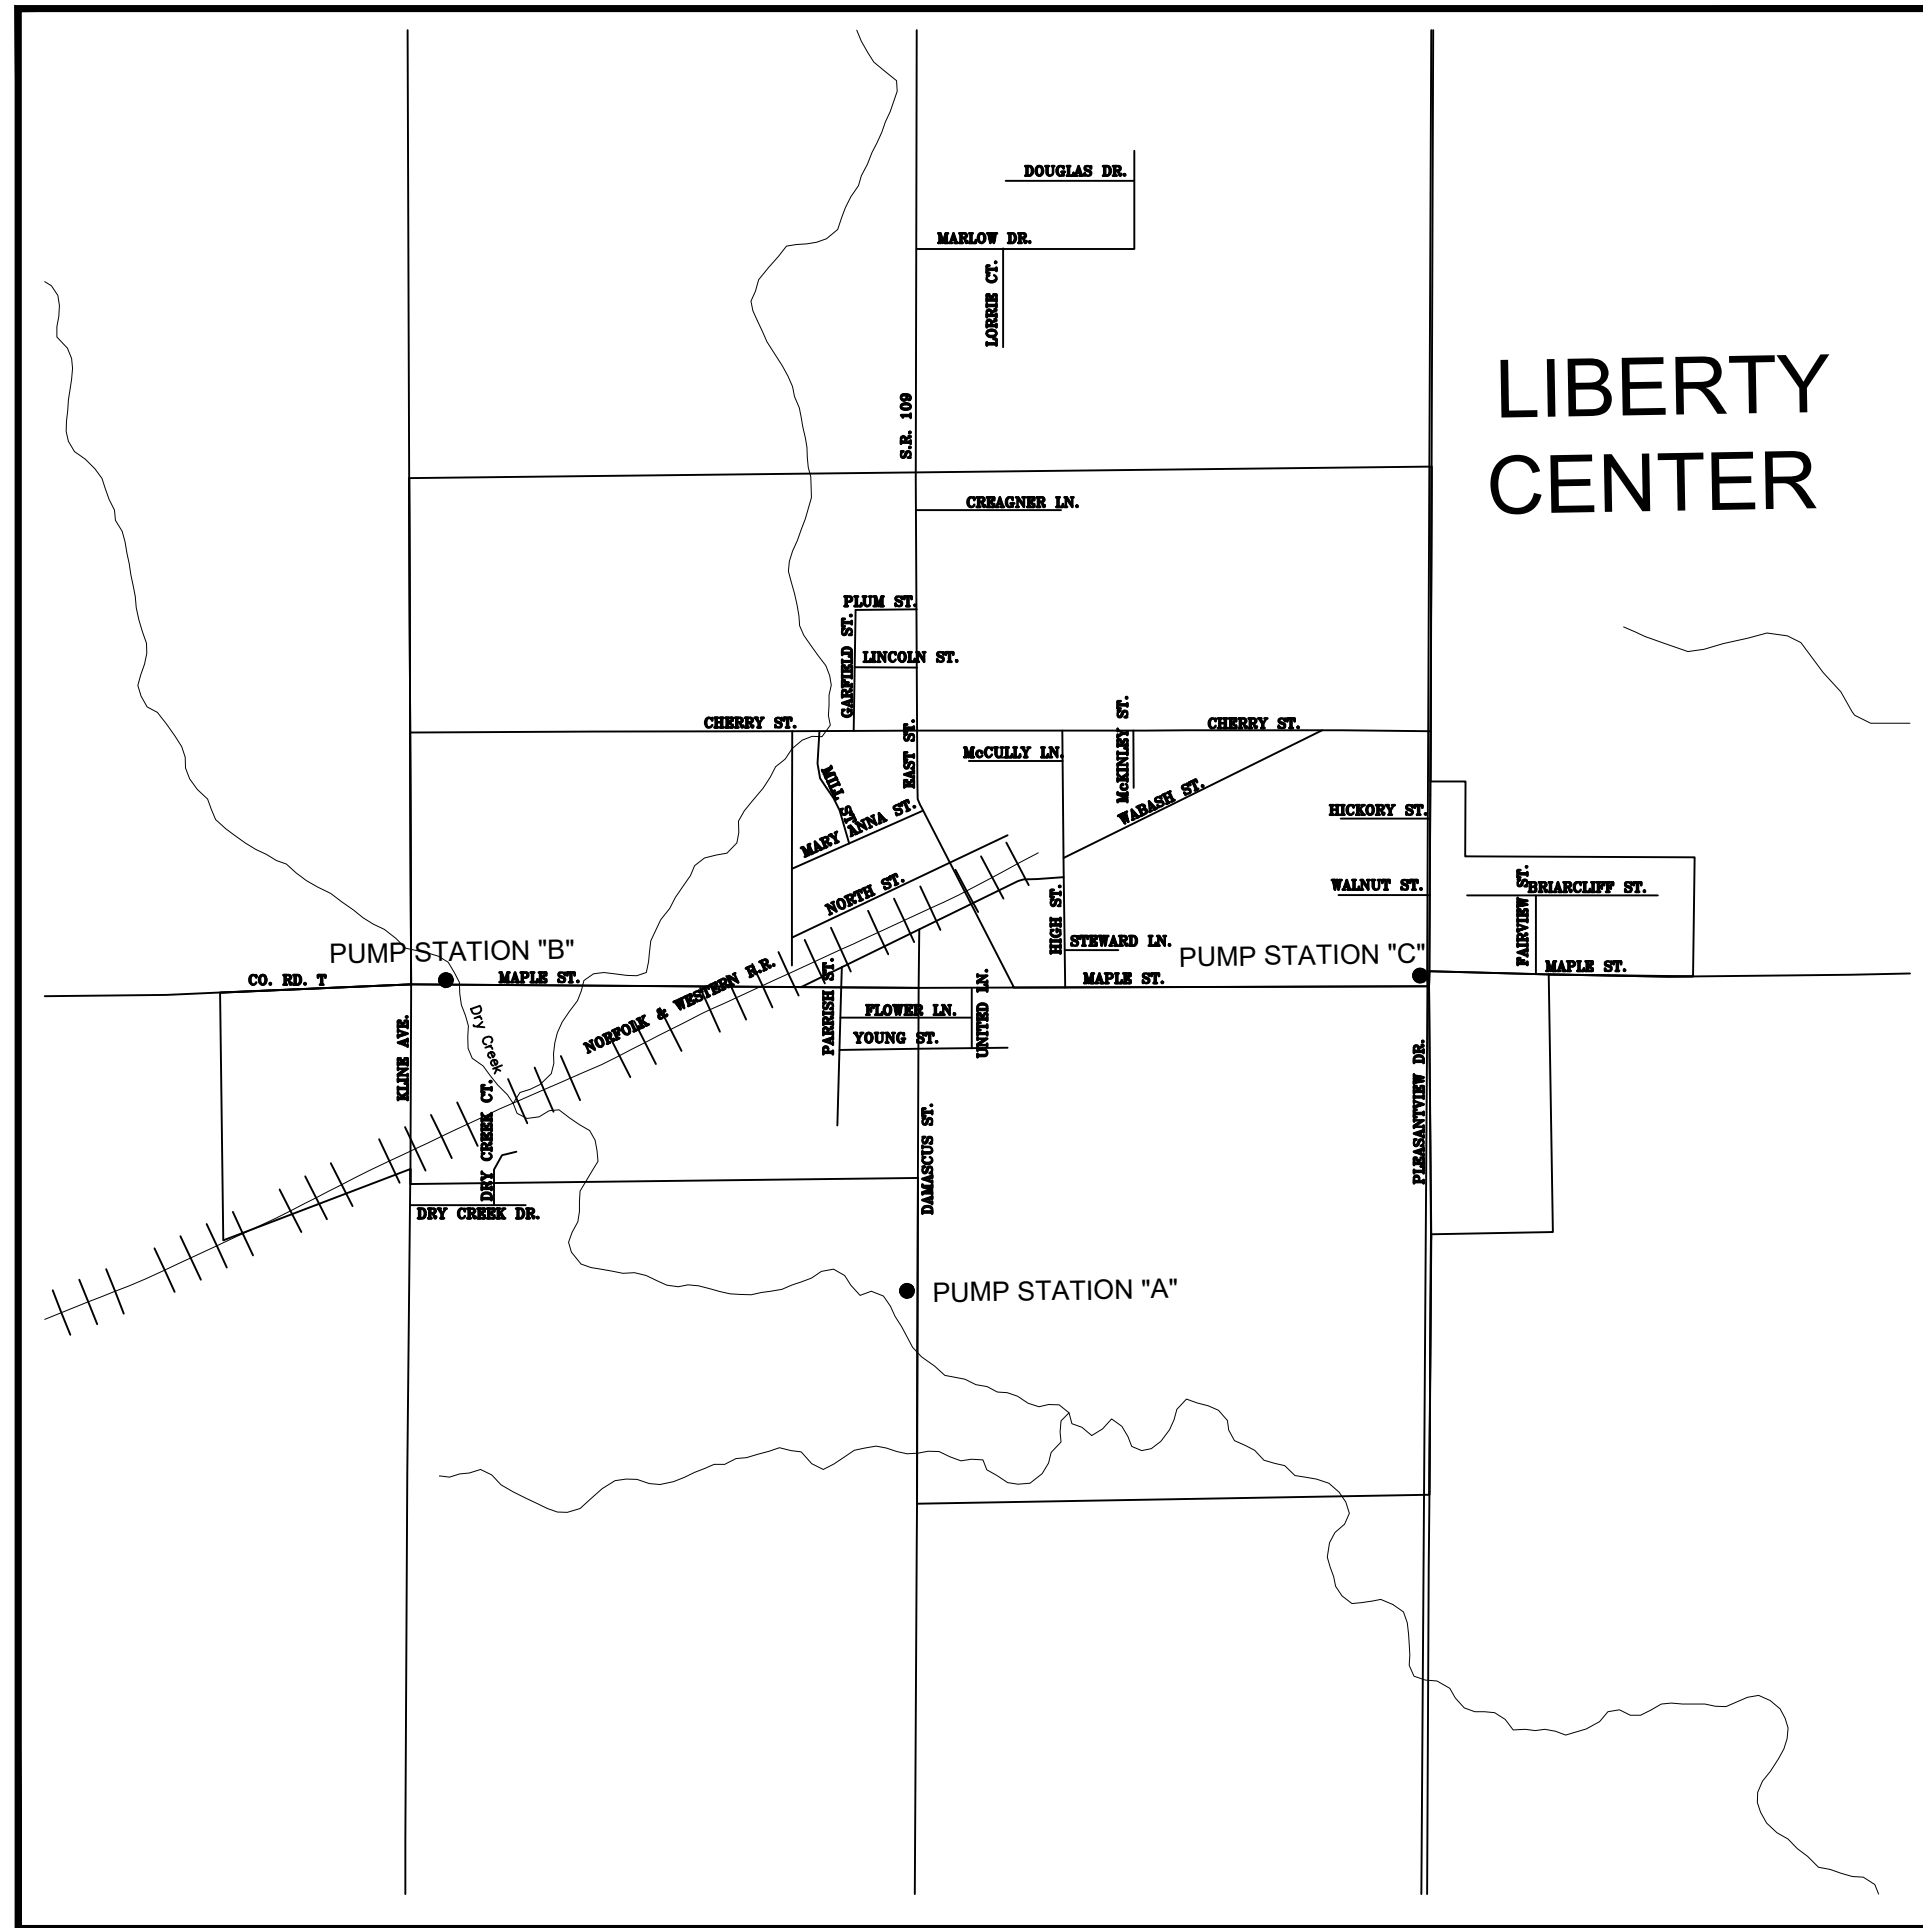 DOUGLAS DR.
MARLOW DR.
LORRIE CT.
LIBERTY
CENTER
S.R. 109
CREAGNER LN.
PLUM ST.
GARFIELD ST.
LINCOLN ST.
CHERRY ST.
EAST ST.
McKINLEY ST.
CHERRY ST.
McCULLY LN.
MILL ST.
MARY ANNA ST.
WABASH ST.
HICKORY ST.
NORTH ST.
WALNUT ST.
FAIRVIEW ST.
BRIARCLIFF ST.
HIGH ST.
STEWARD LN.
PUMP STATION "B"
PUMP STATION "C"
CO. RD. T
MAPLE ST.
NORFOLK & WESTERN R.R.
PARRISH ST.
MAPLE ST.
MAPLE ST.
FLOWER LN.
UNITED LN.
YOUNG ST.
KLINE AVE.
Dry Creek
DRY CREEK CT.
DAMASCUS ST.
PLEASANTVIEW DR.
DRY CREEK DR.
PUMP STATION "A"